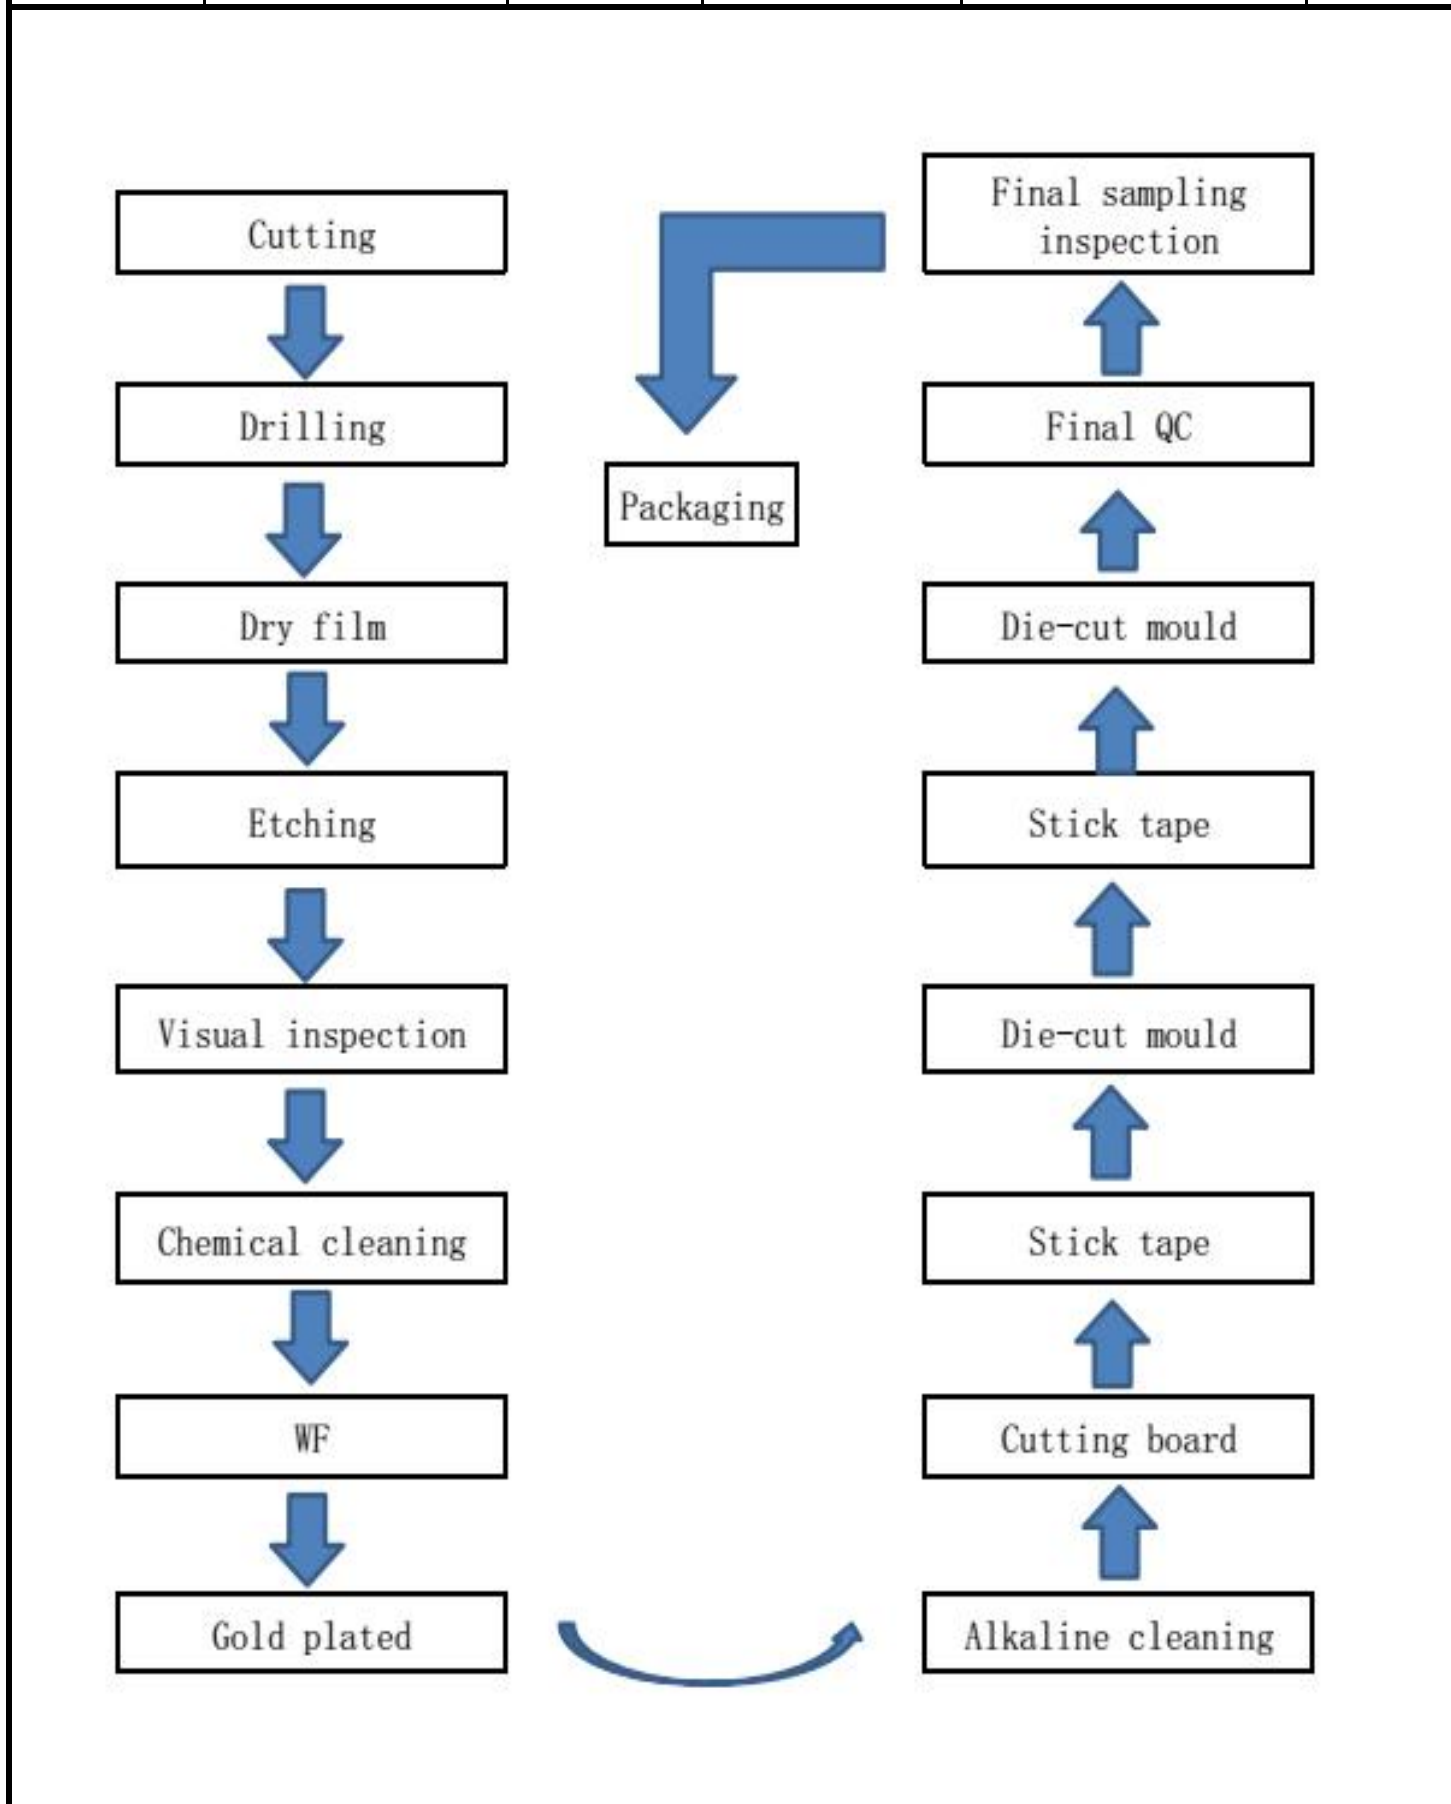 Cutting
Drilling
Dry film
Etching
Visual inspection
Chemical cleaning
WF
Gold plated
Alkaline cleaning
Cutting board
Stick tape
Die-cut mould
Stick tape
Die-cut mould
Final QC
Final sampling
inspection
Packaging